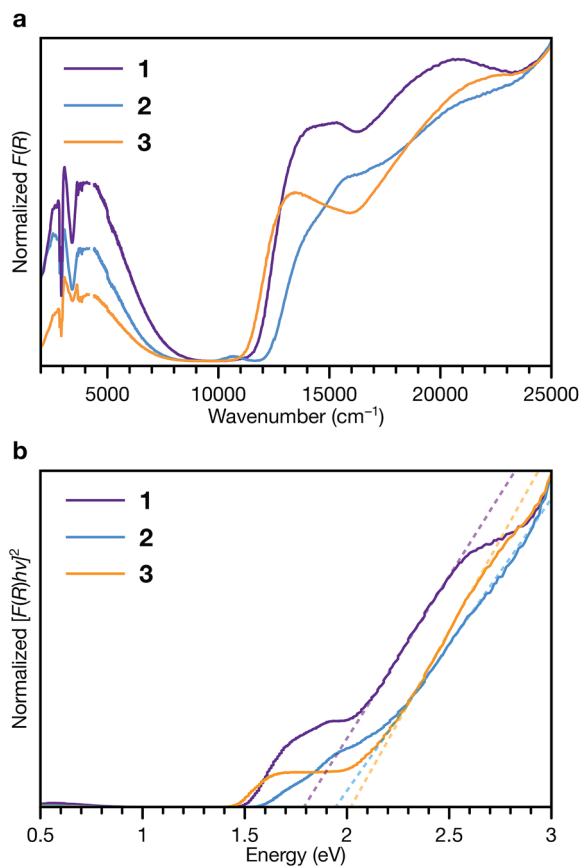 a
1
2
3
Normalized F(R)
5000 10000 15000 20000 25000
Wavenumber (cm⁻¹)
b
1
2
3
Normalized [F(R)hν]²
0.5 1 1.5 2 2.5 3
Energy (eV)